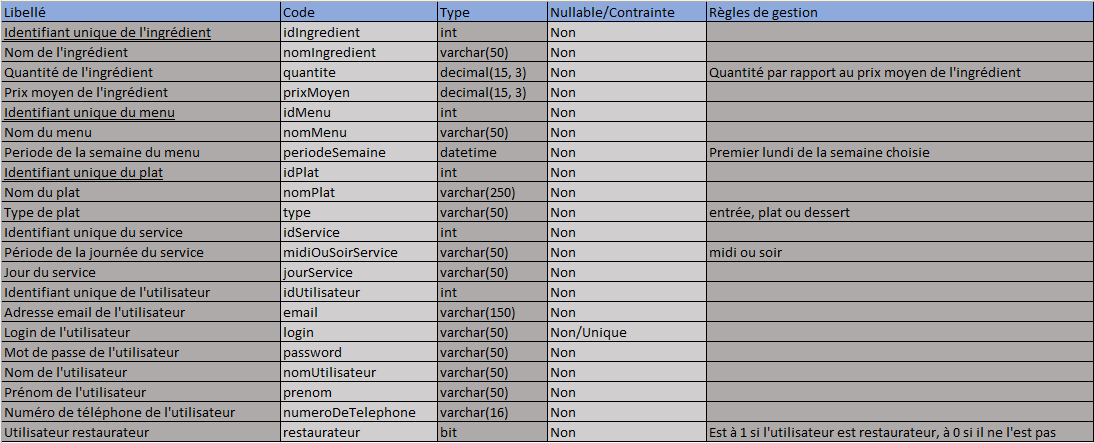 Libellé Code Type Nullable/Contrainte Règles de gestion
Identifiant unique de l'ingrédient idIngredient int Non
Nom de l'ingrédient nomIngredient varchar(50) Non
Quantité de l'ingrédient quantite decimal(15, 3) Non Quantité par rapport au prix moyen de l'ingrédient
Prix moyen de l'ingrédient prixMoyen decimal(15, 3) Non
Identifiant unique du menu idMenu int Non
Nom du menu nomMenu varchar(50) Non
Periode de la semaine du menu periodeSemaine datetime Non Premier lundi de la semaine choisie
Identifiant unique du plat idPlat int Non
Nom du plat nomPlat varchar(250) Non
Type de plat type varchar(50) Non entrée, plat ou dessert
Identifiant unique du service idService int Non
Période de la journée du service midiOuSoirService varchar(50) Non midi ou soir
Jour du service jourService varchar(50) Non
Identifiant unique de l'utilisateur idUtilisateur int Non
Adresse email de l'utilisateur email varchar(150) Non
Login de l'utilisateur login varchar(50) Non/Unique
Mot de passe de l'utilisateur password varchar(50) Non
Nom de l'utilisateur nomUtilisateur varchar(50) Non
Prénom de l'utilisateur prenom varchar(50) Non
Numéro de téléphone de l'utilisateur numeroDeTelephone varchar(16) Non
Utilisateur restaurateur restaurateur bit Non Est à 1 si l'utilisateur est restaurateur, à 0 si il ne l'est pas